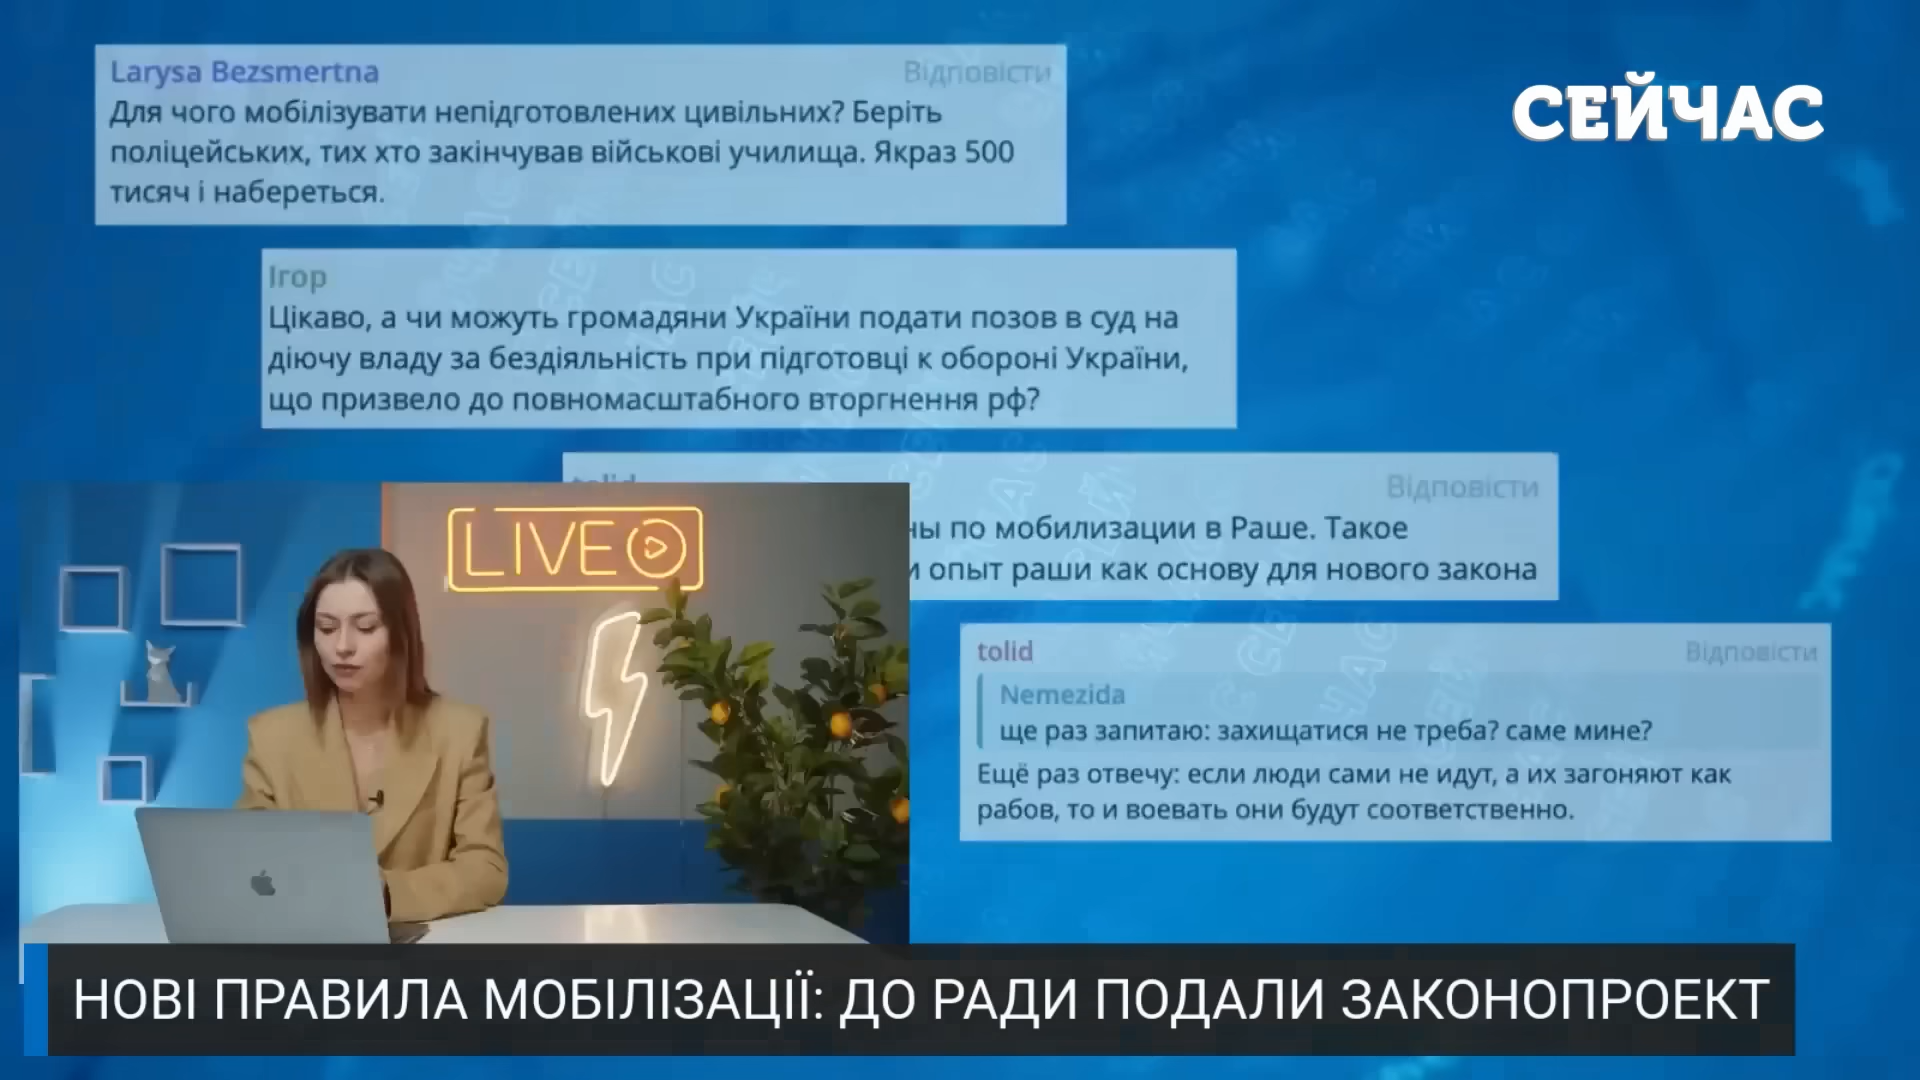 СЕЙЧАС
Larysa Bezsmertna
Відповісти
Для чого мобілізувати непідготовлених цивільних? Беріть
поліцейських, тих хто закінчував військові училища. Якраз 500
тисяч і набереться.
Ігор
Цікаво, а чи можуть громадяни України подати позов в суд на
діючу владу за бездіяльність при підготовці к обороні України,
що призвело до повномасштабного вторгнення рф?
tolid
Відповісти
по мобилизации в Раше. Такое
опыт раши как основу для нового закона
tolid
Відповісти
Nemezida
ще раз запитаю: захищатися не треба? саме мине?
Ещё раз отвечу: если люди сами не идут, а их загоняют как
рабов, то и воевать они будут соответственно.
LIVE
НОВІ ПРАВИЛА МОБІЛІЗАЦІЇ: ДО РАДИ ПОДАЛИ ЗАКОНОПРОЕКТ